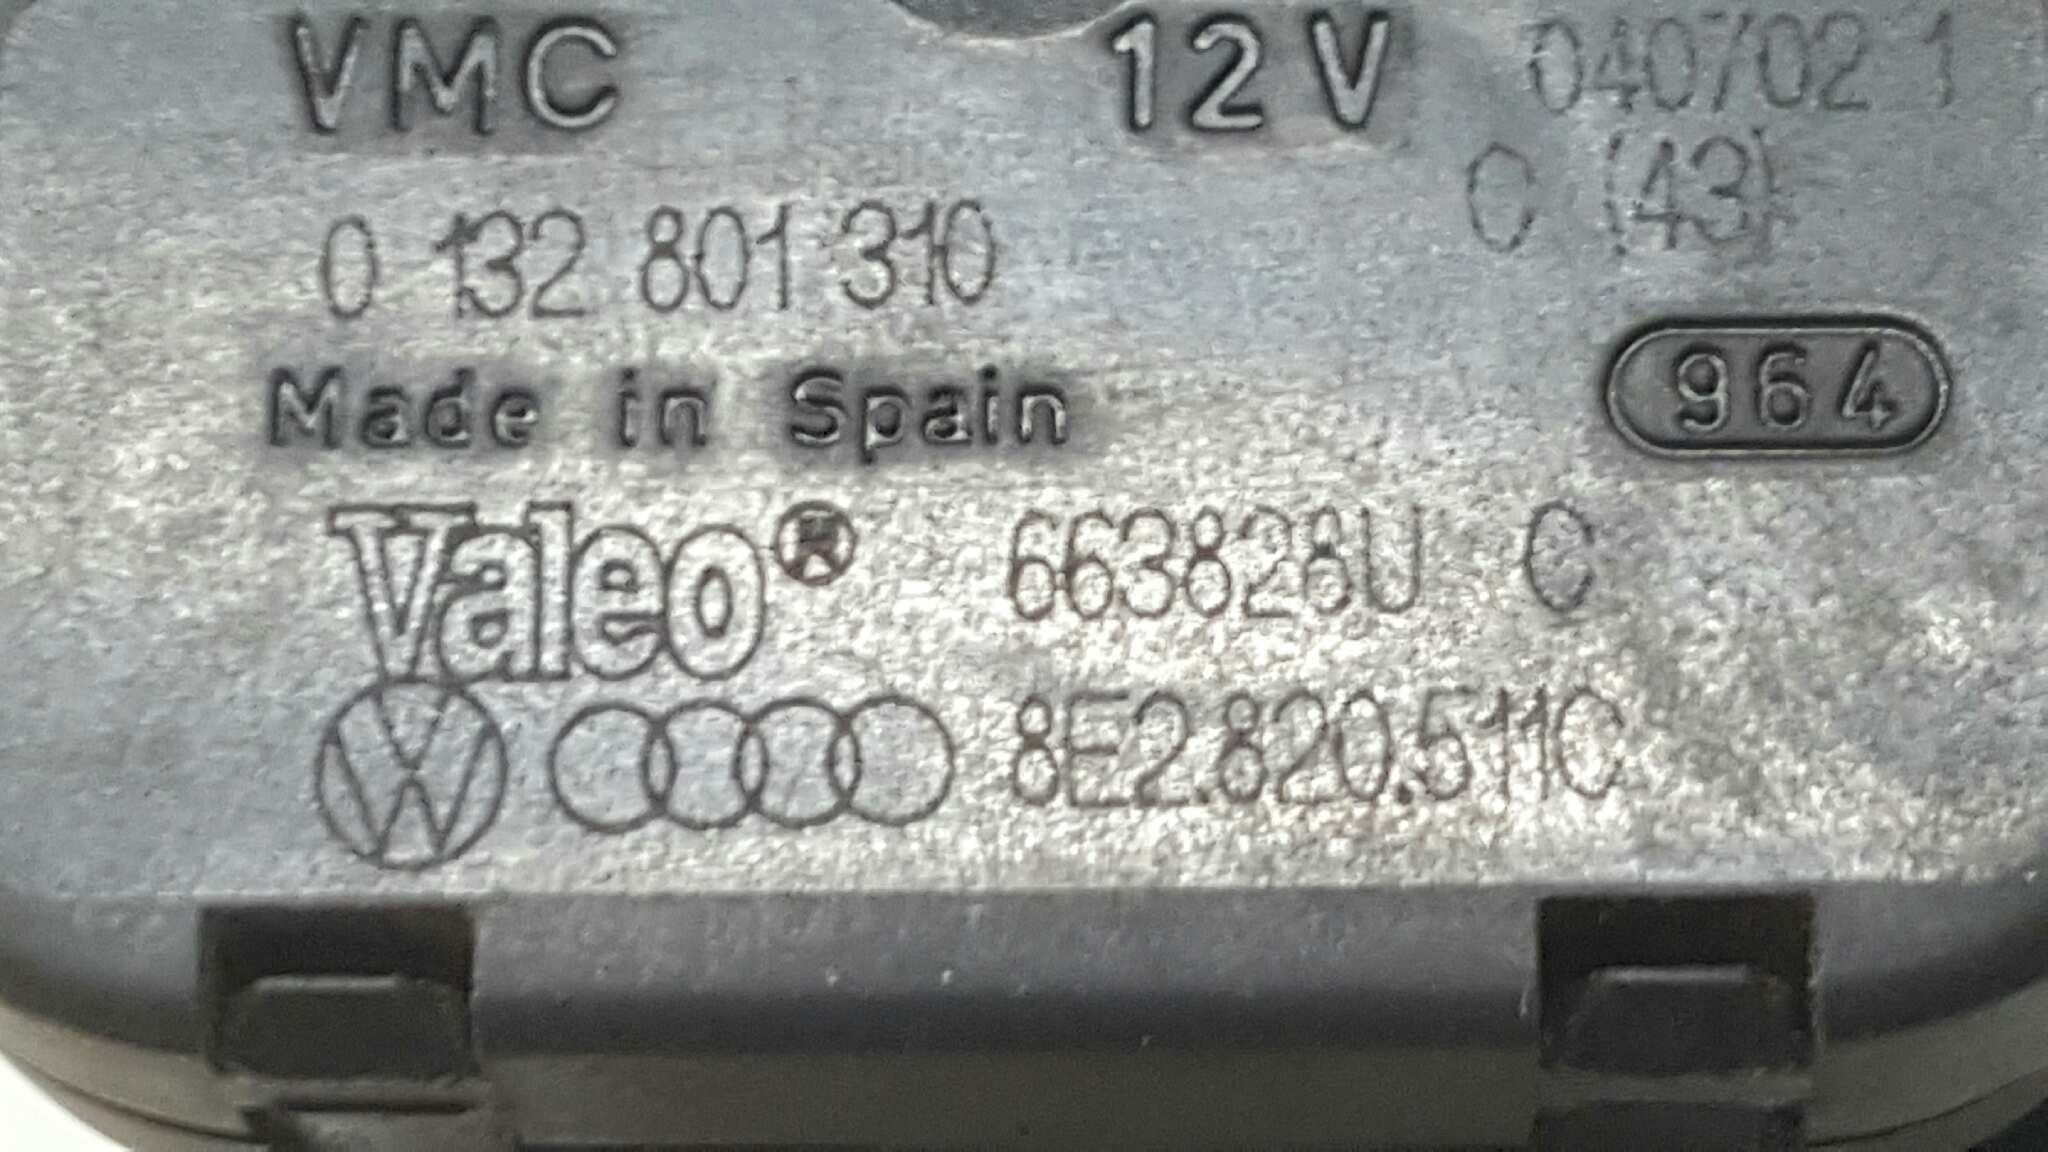 VMC 12V 040702 1
C (43)
0 132 801 310
Made in Spain
964
Valeo® 663828U C
8E2.820.511C